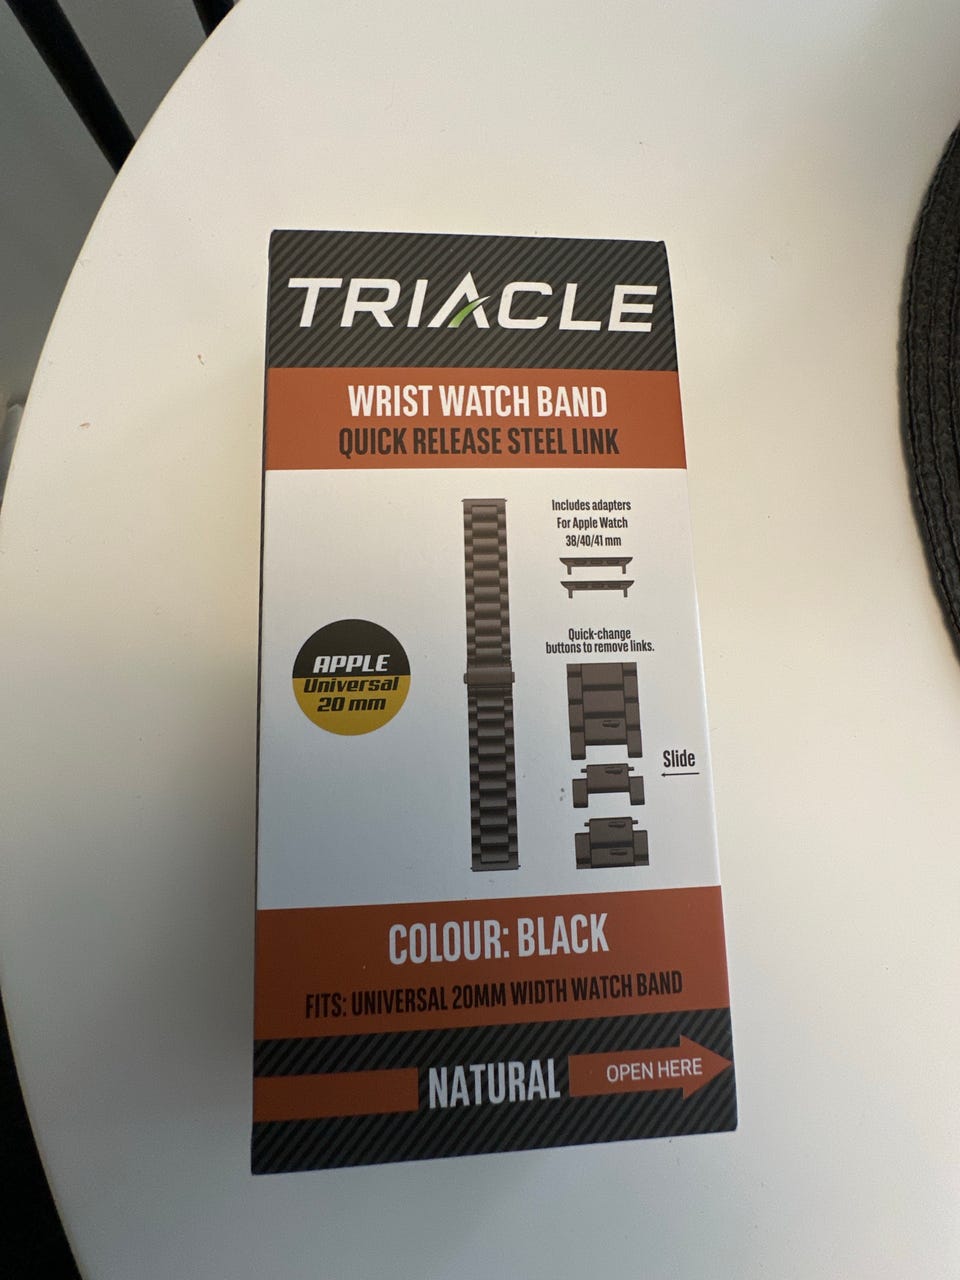 TRIACLE
WRIST WATCH BAND
QUICK RELEASE STEEL LINK
Includes adapters
For Apple Watch
38/40/41 mm
Quick-change
buttons to remove links.
APPLE
Universal
20 mm
Slide
COLOUR: BLACK
FITS: UNIVERSAL 20MM WIDTH WATCH BAND
NATURAL
OPEN HERE